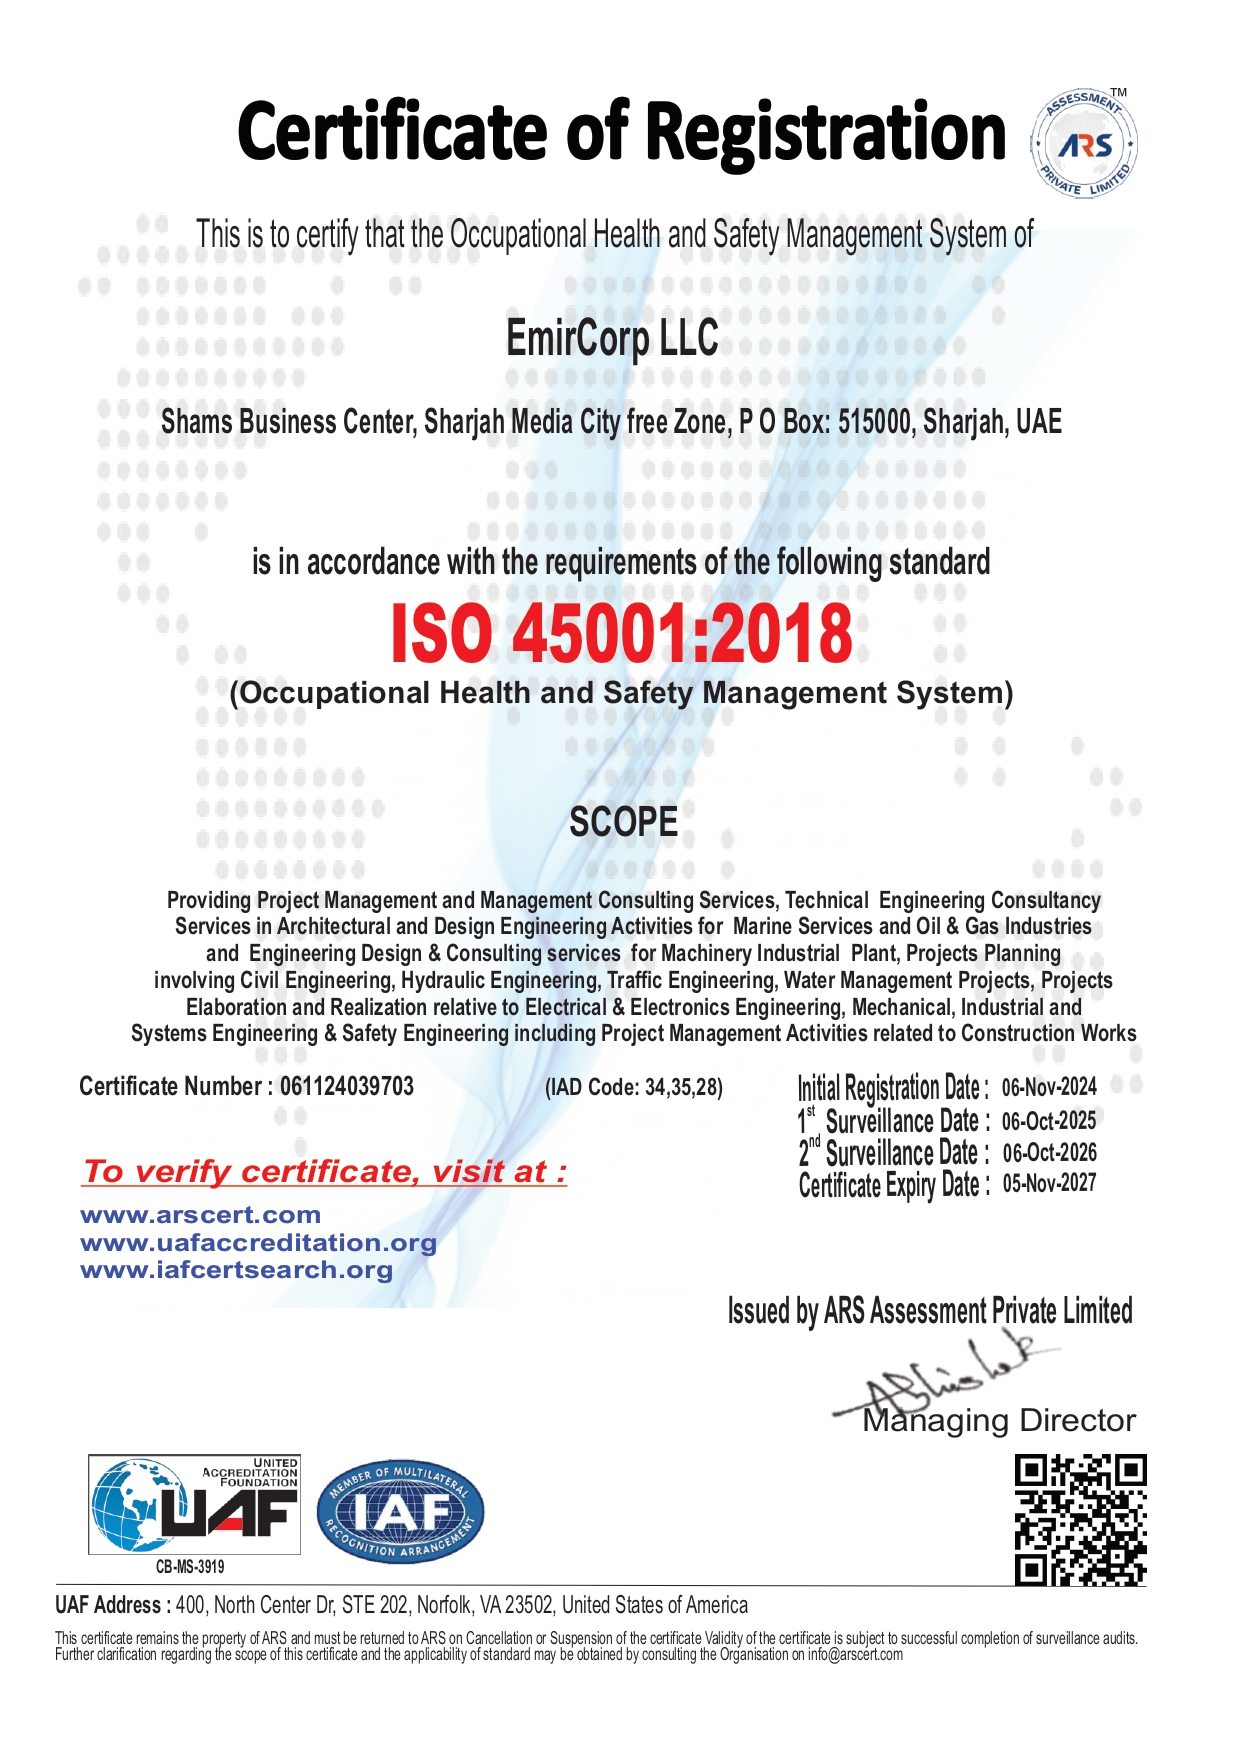 Certificate of Registration
ASSESSMENT
TM
ARS
PRIVATE LIMITED
This is to certify that the Occupational Health and Safety Management System of
EmirCorp LLC
Shams Business Center, Sharjah Media City free Zone, P O Box: 515000, Sharjah, UAE
is in accordance with the requirements of the following standard
ISO 45001:2018
(Occupational Health and Safety Management System)
SCOPE
Providing Project Management and Management Consulting Services, Technical Engineering Consultancy
Services in Architectural and Design Engineering Activities for Marine Services and Oil & Gas Industries
and Engineering Design & Consulting services for Machinery Industrial Plant, Projects Planning
involving Civil Engineering, Hydraulic Engineering, Traffic Engineering, Water Management Projects, Projects
Elaboration and Realization relative to Electrical & Electronics Engineering, Mechanical, Industrial and
Systems Engineering & Safety Engineering including Project Management Activities related to Construction Works
Certificate Number : 061124039703
(IAD Code: 34,35,28)
Initial Registration Date : 06-Nov-2024
1st Surveillance Date : 06-Oct-2025
2nd Surveillance Date : 06-Oct-2026
Certificate Expiry Date : 05-Nov-2027
To verify certificate, visit at :
www.arscert.com
www.uafaccreditation.org
www.iafcertsearch.org
Issued by ARS Assessment Private Limited
Abhishek
Managing Director
UNITED
ACCREDITATION
FOUNDATION
UAF
CB-MS-3919
MEMBER OF MULTILATERAL
IAF
RECOGNITION ARRANGEMENT
UAF Address : 400, North Center Dr, STE 202, Norfolk, VA 23502, United States of America
This certificate remains the property of ARS and must be returned to ARS on Cancellation or Suspension of the certificate Validity of the certificate is subject to successful completion of surveillance audits.
Further clarification regarding the scope of this certificate and the applicability of standard may be obtained by consulting the Organisation on info@arscert.com